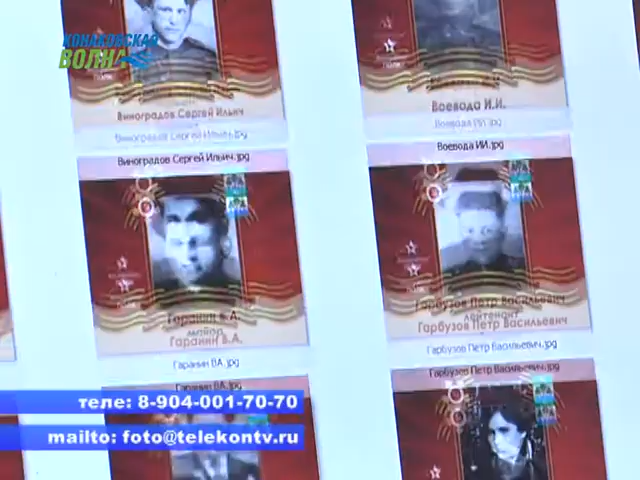 КОНАКОВСКАЯ
ВОЛНА
Виноградов Сергей Ильич
Виноградов Сергей Ильич.jpg
Виноградов Сергей Ильич.jpg
Воевода И.И.
Воевода ИИ.jpg
Воевода ИИ.jpg
Гаранин В.А.
майор
Гаранин В.А.
Гаранин ВА.jpg
Гаранин ВА.jpg
Гарбузов Петр Васильевич
лейтенант
Гарбузов Петр Васильевич
Гарбузов Петр Васильевич.jpg
Гарбузов Петр Васильевич.jpg
теле: 8-904-001-70-70
mailto: foto@telekontv.ru